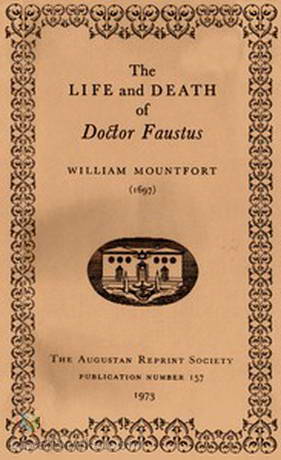 The
LIFE and DEATH
of
Doctor Faustus
WILLIAM MOUNTFORT
(1697)
THE AUGUSTAN REPRINT SOCIETY
PUBLICATION NUMBER 157
1973